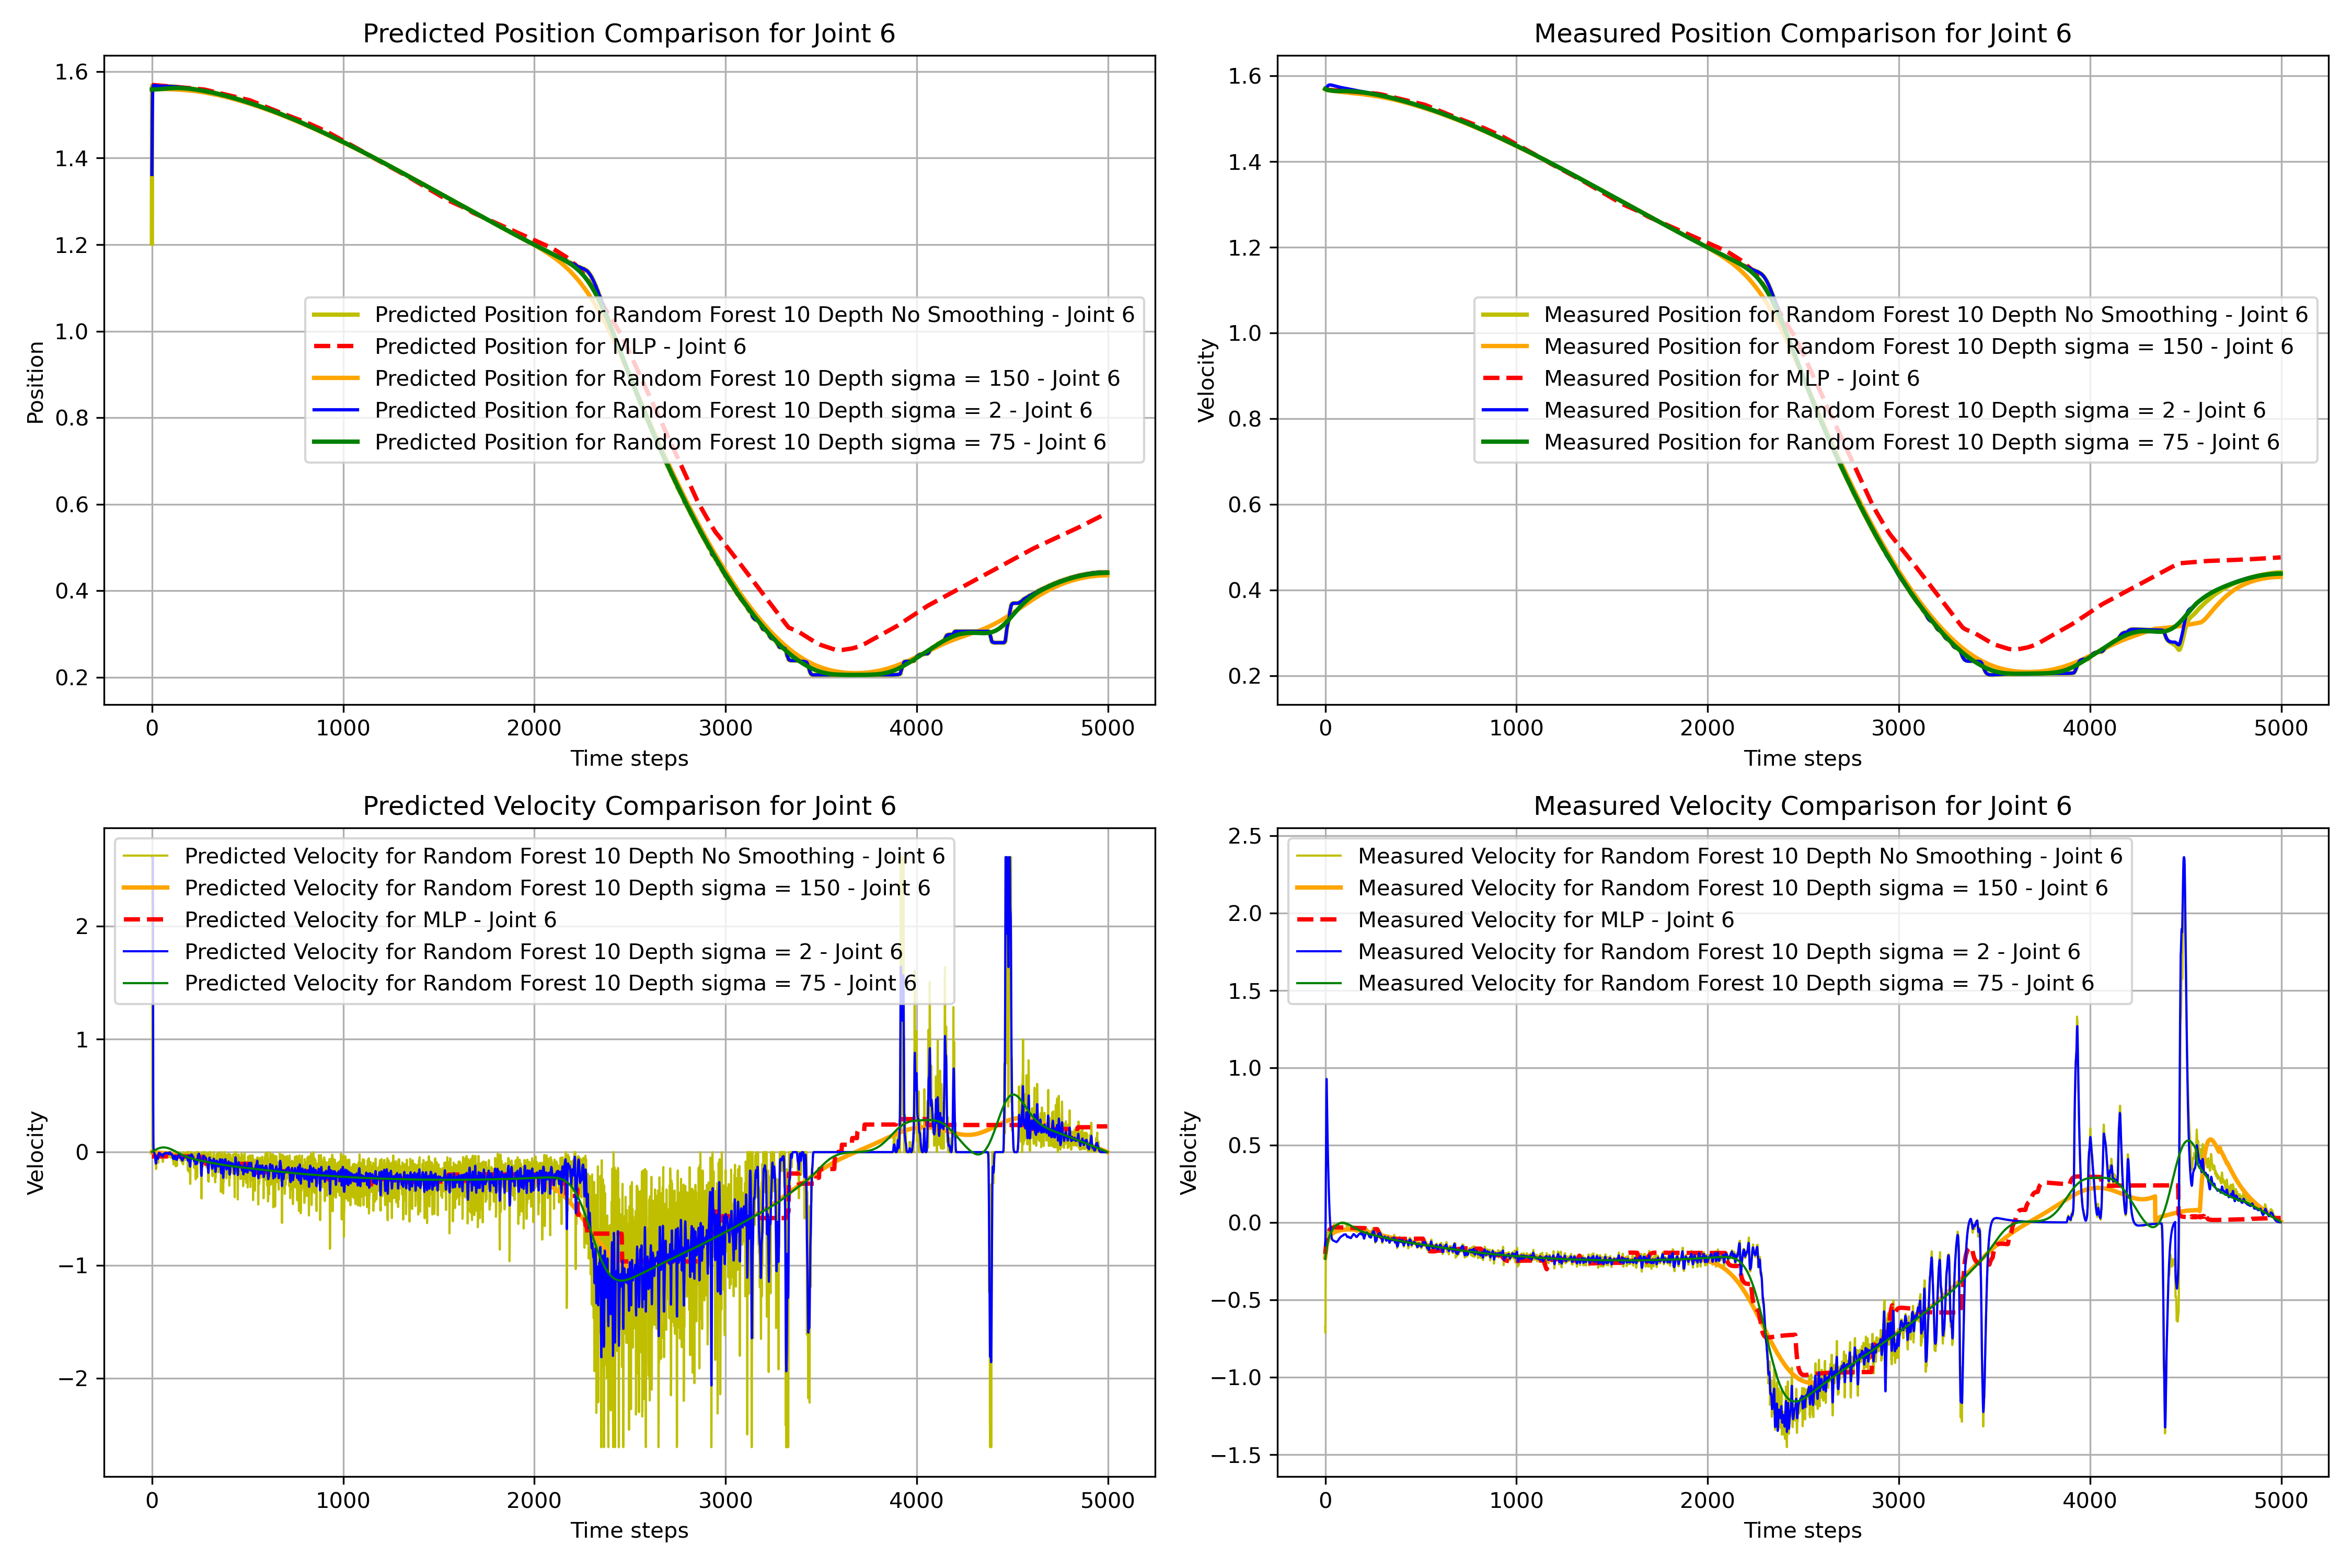 Predicted Position Comparison for Joint 6
1.6
1.4
1.2
1.0
0.8
0.6
0.4
0.2
Position
Predicted Position for Random Forest 10 Depth No Smoothing - Joint 6
Predicted Position for MLP - Joint 6
Predicted Position for Random Forest 10 Depth sigma = 150 - Joint 6
Predicted Position for Random Forest 10 Depth sigma = 2 - Joint 6
Predicted Position for Random Forest 10 Depth sigma = 75 - Joint 6
0 1000 2000 3000 4000 5000
Time steps
Measured Position Comparison for Joint 6
1.6
1.4
1.2
1.0
0.8
0.6
0.4
0.2
Velocity
Measured Position for Random Forest 10 Depth No Smoothing - Joint 6
Measured Position for Random Forest 10 Depth sigma = 150 - Joint 6
Measured Position for MLP - Joint 6
Measured Position for Random Forest 10 Depth sigma = 2 - Joint 6
Measured Position for Random Forest 10 Depth sigma = 75 - Joint 6
0 1000 2000 3000 4000 5000
Time steps
Predicted Velocity Comparison for Joint 6
2
1
0
−1
−2
Velocity
Predicted Velocity for Random Forest 10 Depth No Smoothing - Joint 6
Predicted Velocity for Random Forest 10 Depth sigma = 150 - Joint 6
Predicted Velocity for MLP - Joint 6
Predicted Velocity for Random Forest 10 Depth sigma = 2 - Joint 6
Predicted Velocity for Random Forest 10 Depth sigma = 75 - Joint 6
0 1000 2000 3000 4000 5000
Time steps
Measured Velocity Comparison for Joint 6
2.5
2.0
1.5
1.0
0.5
0.0
−0.5
−1.0
−1.5
Velocity
Measured Velocity for Random Forest 10 Depth No Smoothing - Joint 6
Measured Velocity for Random Forest 10 Depth sigma = 150 - Joint 6
Measured Velocity for MLP - Joint 6
Measured Velocity for Random Forest 10 Depth sigma = 2 - Joint 6
Measured Velocity for Random Forest 10 Depth sigma = 75 - Joint 6
0 1000 2000 3000 4000 5000
Time steps